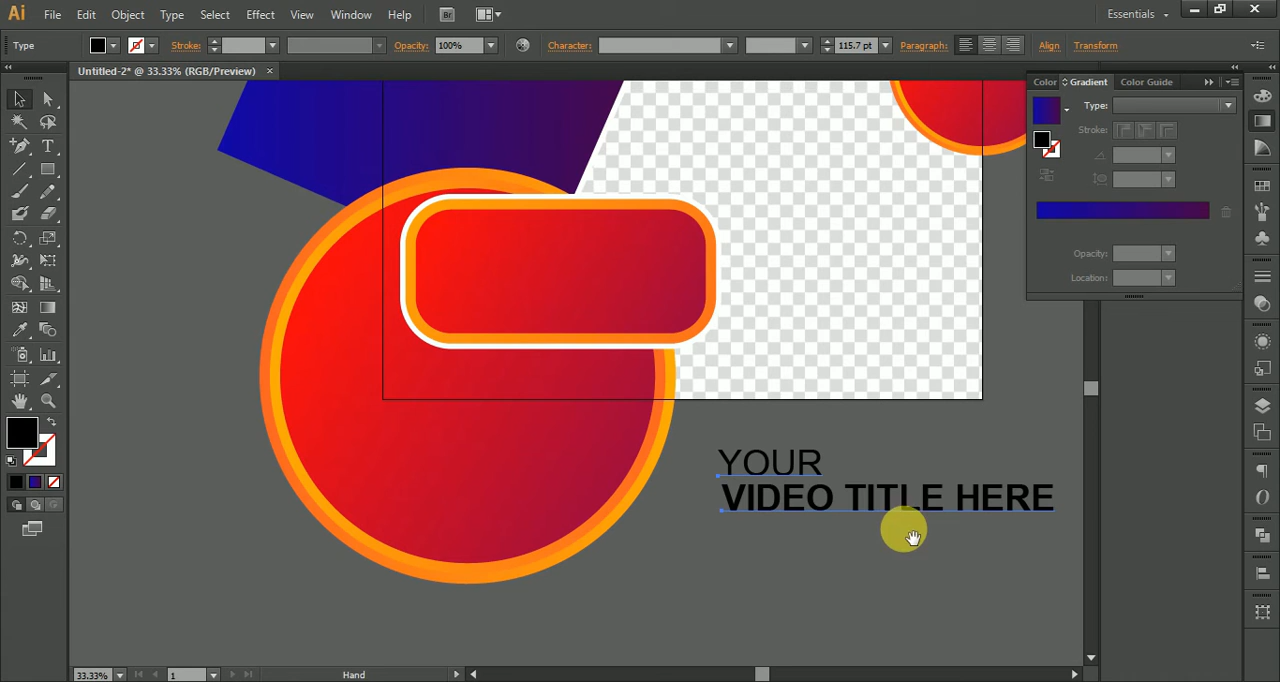 Ai File Edit Object Type Select Effect View Window Help Br Essentials
Type Stroke: Opacity: 100% Character: 115.7 pt Paragraph: Align Transform
Untitled-2* @ 33.33% (RGB/Preview) ×
Color Gradient Color Guide
Type:
Stroke:
Opacity:
Location:
YOUR
VIDEO TITLE HERE
33.33% 1 Hand